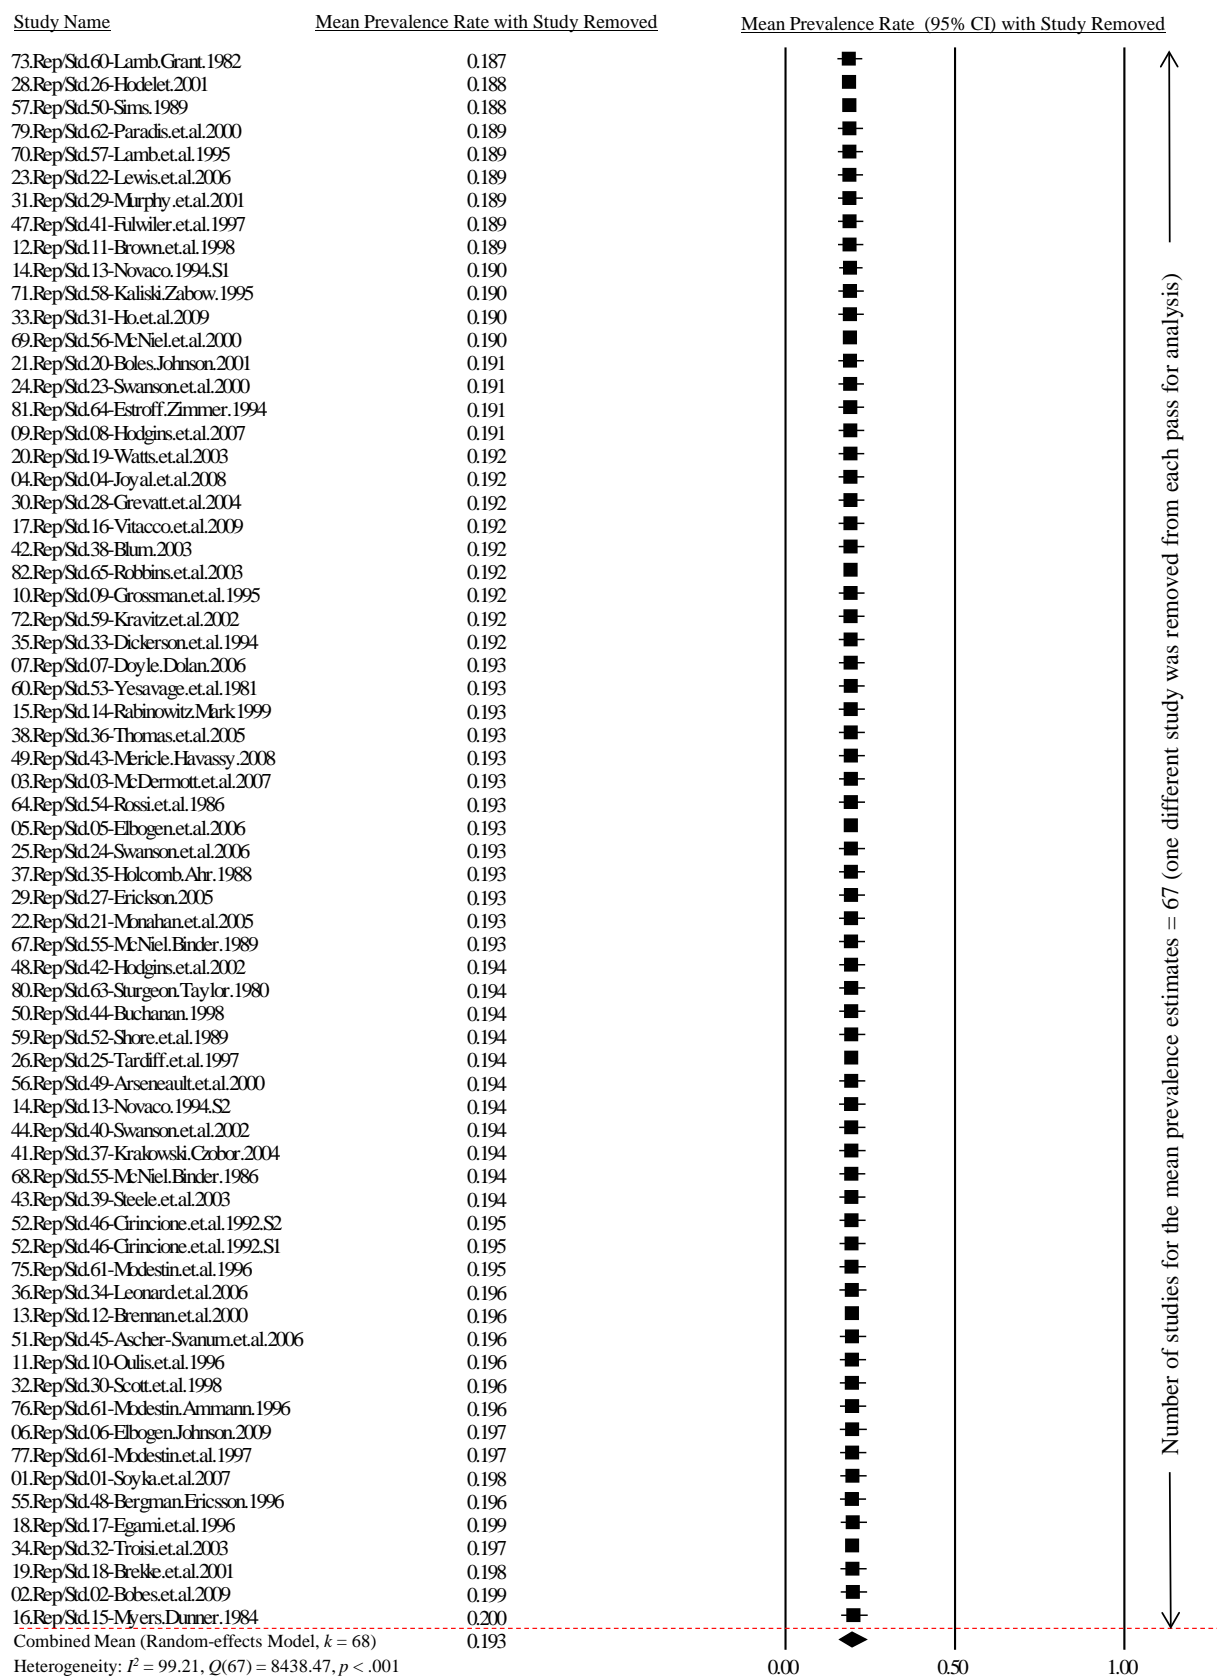 Study Name Mean Prevalence Rate with Study Removed Mean Prevalence Rate (95% CI) with Study Removed
73.Rep/Std.60-Lamb.Grant.1982 0.187
28.Rep/Std.26-Hodelet.2001 0.188
57.Rep/Std.50-Sims.1989 0.188
79.Rep/Std.62-Paradis.et.al.2000 0.189
70.Rep/Std.57-Lamb.et.al.1995 0.189
23.Rep/Std.22-Lewis.et.al.2006 0.189
31.Rep/Std.29-Murphy.et.al.2001 0.189
47.Rep/Std.41-Fulwiler.et.al.1997 0.189
12.Rep/Std.11-Brown.et.al.1998 0.189
14.Rep/Std.13-Novaco.1994.S1 0.190
71.Rep/Std.58-Kaliski.Zabow.1995 0.190
33.Rep/Std.31-Ho.et.al.2009 0.190
69.Rep/Std.56-McNiel.et.al.2000 0.190
21.Rep/Std.20-Boles.Johnson.2001 0.191
24.Rep/Std.23-Swanson.et.al.2000 0.191
81.Rep/Std.64-Estroff.Zimmer.1994 0.191
09.Rep/Std.08-Hodgins.et.al.2007 0.191
20.Rep/Std.19-Watts.et.al.2003 0.192
04.Rep/Std.04-Joyal.et.al.2008 0.192
30.Rep/Std.28-Grevatt.et.al.2004 0.192
17.Rep/Std.16-Vitacco.et.al.2009 0.192
42.Rep/Std.38-Blum.2003 0.192
82.Rep/Std.65-Robbins.et.al.2003 0.192
10.Rep/Std.09-Grossman.et.al.1995 0.192
72.Rep/Std.59-Kravitz.et.al.2002 0.192
35.Rep/Std.33-Dickerson.et.al.1994 0.192
07.Rep/Std.07-Doyle.Dolan.2006 0.193
60.Rep/Std.53-Yesavage.et.al.1981 0.193
15.Rep/Std.14-Rabinowitz.Mark.1999 0.193
38.Rep/Std.36-Thomas.et.al.2005 0.193
49.Rep/Std.43-Mericle.Havassy.2008 0.193
03.Rep/Std.03-McDermott.et.al.2007 0.193
64.Rep/Std.54-Rossi.et.al.1986 0.193
05.Rep/Std.05-Elbogen.et.al.2006 0.193
25.Rep/Std.24-Swanson.et.al.2006 0.193
37.Rep/Std.35-Holcomb.Ahr.1988 0.193
29.Rep/Std.27-Erickson.2005 0.193
22.Rep/Std.21-Monahan.et.al.2005 0.193
67.Rep/Std.55-McNiel.Binder.1989 0.193
48.Rep/Std.42-Hodgins.et.al.2002 0.194
80.Rep/Std.63-Sturgeon.Taylor.1980 0.194
50.Rep/Std.44-Buchanan.1998 0.194
59.Rep/Std.52-Shore.et.al.1989 0.194
26.Rep/Std.25-Tardiff.et.al.1997 0.194
56.Rep/Std.49-Arseneault.et.al.2000 0.194
14.Rep/Std.13-Novaco.1994.S2 0.194
44.Rep/Std.40-Swanson.et.al.2002 0.194
41.Rep/Std.37-Krakowski.Czobor.2004 0.194
68.Rep/Std.55-McNiel.Binder.1986 0.194
43.Rep/Std.39-Steele.et.al.2003 0.194
52.Rep/Std.46-Cirincione.et.al.1992.S2 0.195
52.Rep/Std.46-Cirincione.et.al.1992.S1 0.195
75.Rep/Std.61-Modestin.et.al.1996 0.195
36.Rep/Std.34-Leonard.et.al.2006 0.196
13.Rep/Std.12-Brennan.et.al.2000 0.196
51.Rep/Std.45-Ascher-Svanum.et.al.2006 0.196
11.Rep/Std.10-Oulis.et.al.1996 0.196
32.Rep/Std.30-Scott.et.al.1998 0.196
76.Rep/Std.61-Modestin.Ammann.1996 0.196
06.Rep/Std.06-Elbogen.Johnson.2009 0.197
77.Rep/Std.61-Modestin.et.al.1997 0.197
01.Rep/Std.01-Soyka.et.al.2007 0.198
55.Rep/Std.48-Bergman.Ericsson.1996 0.196
18.Rep/Std.17-Egami.et.al.1996 0.199
34.Rep/Std.32-Troisi.et.al.2003 0.197
19.Rep/Std.18-Brekke.et.al.2001 0.198
02.Rep/Std.02-Bobes.et.al.2009 0.199
16.Rep/Std.15-Myers.Dunner.1984 0.200
Combined Mean (Random-effects Model, k = 68) 0.193
Heterogeneity: I² = 99.21, Q(67) = 8438.47, p < .001
0.00 0.50 1.00
Number of studies for the mean prevalence estimates = 67 (one different study was removed from each pass for analysis)